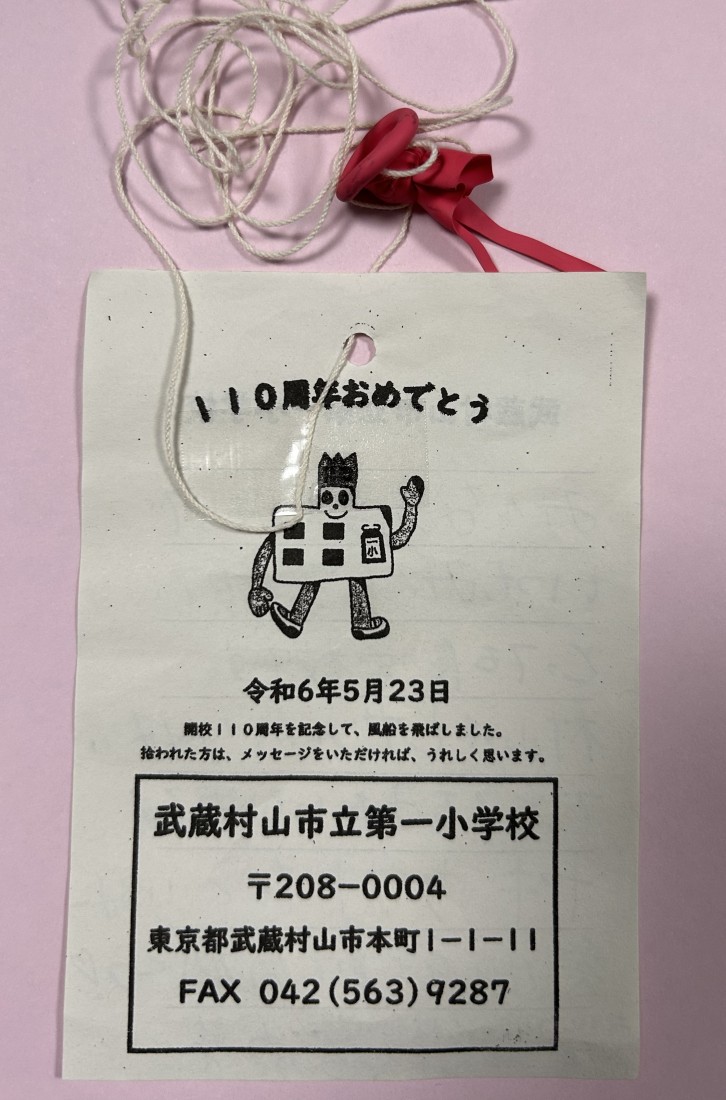 110周年おめでとう
一小
令和6年5月23日
開校110周年を記念して、風船を飛ばしました。
拾われた方は、メッセージをいただければ、うれしく思います。
武蔵村山市立第一小学校
〒208-0004
東京都武蔵村山市本町1-1-11
FAX 042(563)9287